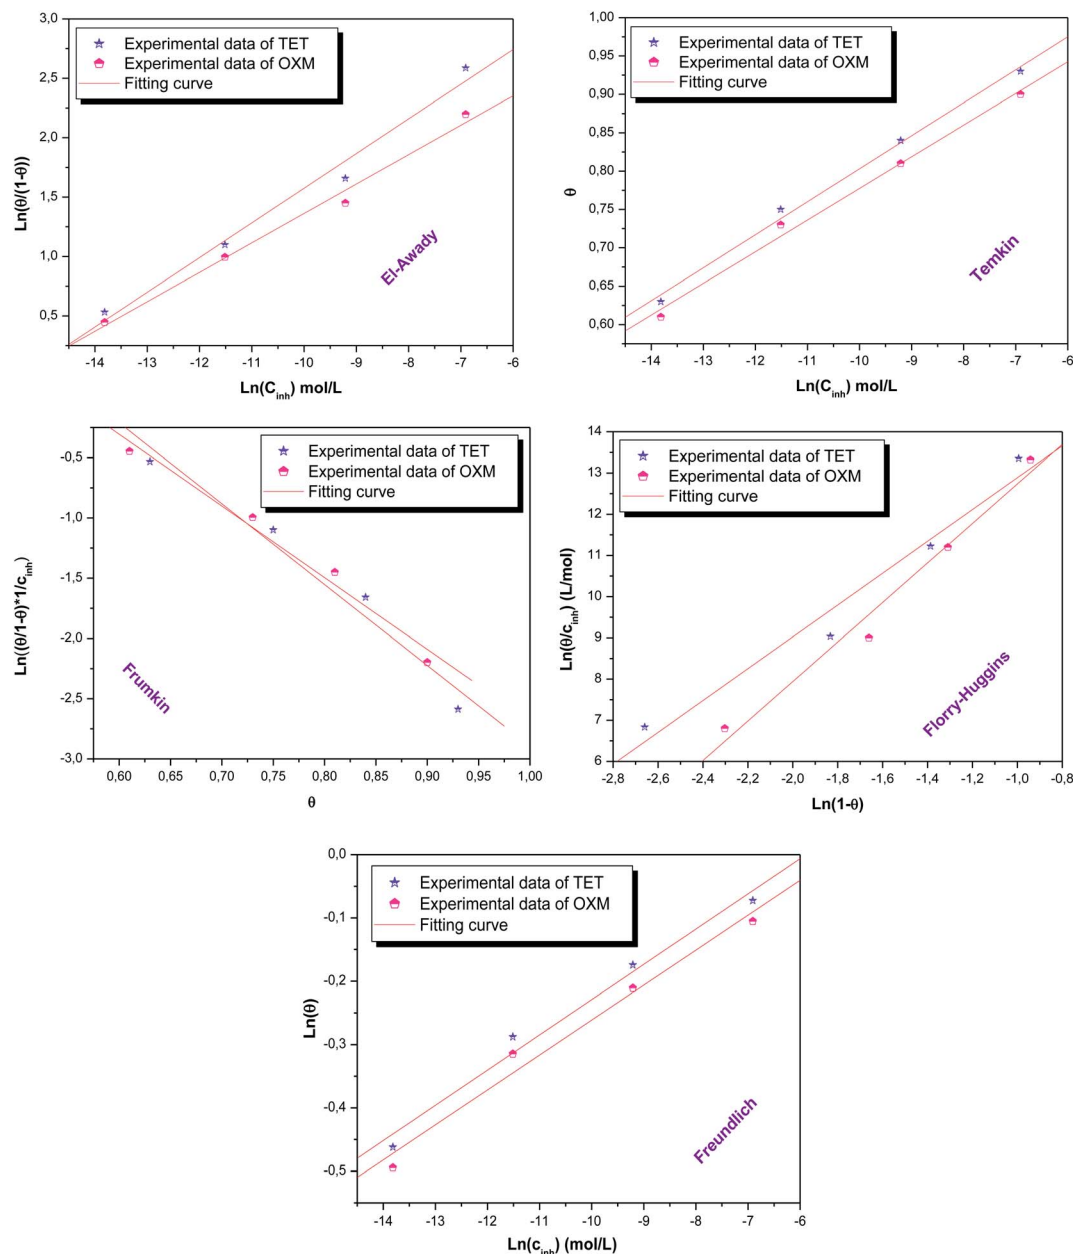 3,0
2,5
2,0
1,5
1,0
0,5
Ln(θ/(1-θ))
Experimental data of TET
Experimental data of OXM
Fitting curve
El-Awady
-14 -13 -12 -11 -10 -9 -8 -7 -6
Ln(C_inh) mol/L
1,00
0,95
0,90
0,85
0,80
0,75
0,70
0,65
0,60
θ
Experimental data of TET
Experimental data of OXM
Fitting curve
Temkin
-14 -13 -12 -11 -10 -9 -8 -7 -6
Ln(C_inh) mol/L
-0,5
-1,0
-1,5
-2,0
-2,5
-3,0
Ln((θ/1-θ)*1/c_inh)
Experimental data of TET
Experimental data of OXM
Fitting curve
Frumkin
0,60 0,65 0,70 0,75 0,80 0,85 0,90 0,95 1,00
θ
14
13
12
11
10
9
8
7
6
Ln(θ/c_inh) (L/mol)
Experimental data of TET
Experimental data of OXM
Fitting curve
Florry-Huggins
-2,8 -2,6 -2,4 -2,2 -2,0 -1,8 -1,6 -1,4 -1,2 -1,0 -0,8
Ln(1-θ)
0,0
-0,1
-0,2
-0,3
-0,4
-0,5
Ln(θ)
Experimental data of TET
Experimental data of OXM
Fitting curve
Freundlich
-14 -13 -12 -11 -10 -9 -8 -7 -6
Ln(c_inh) (mol/L)